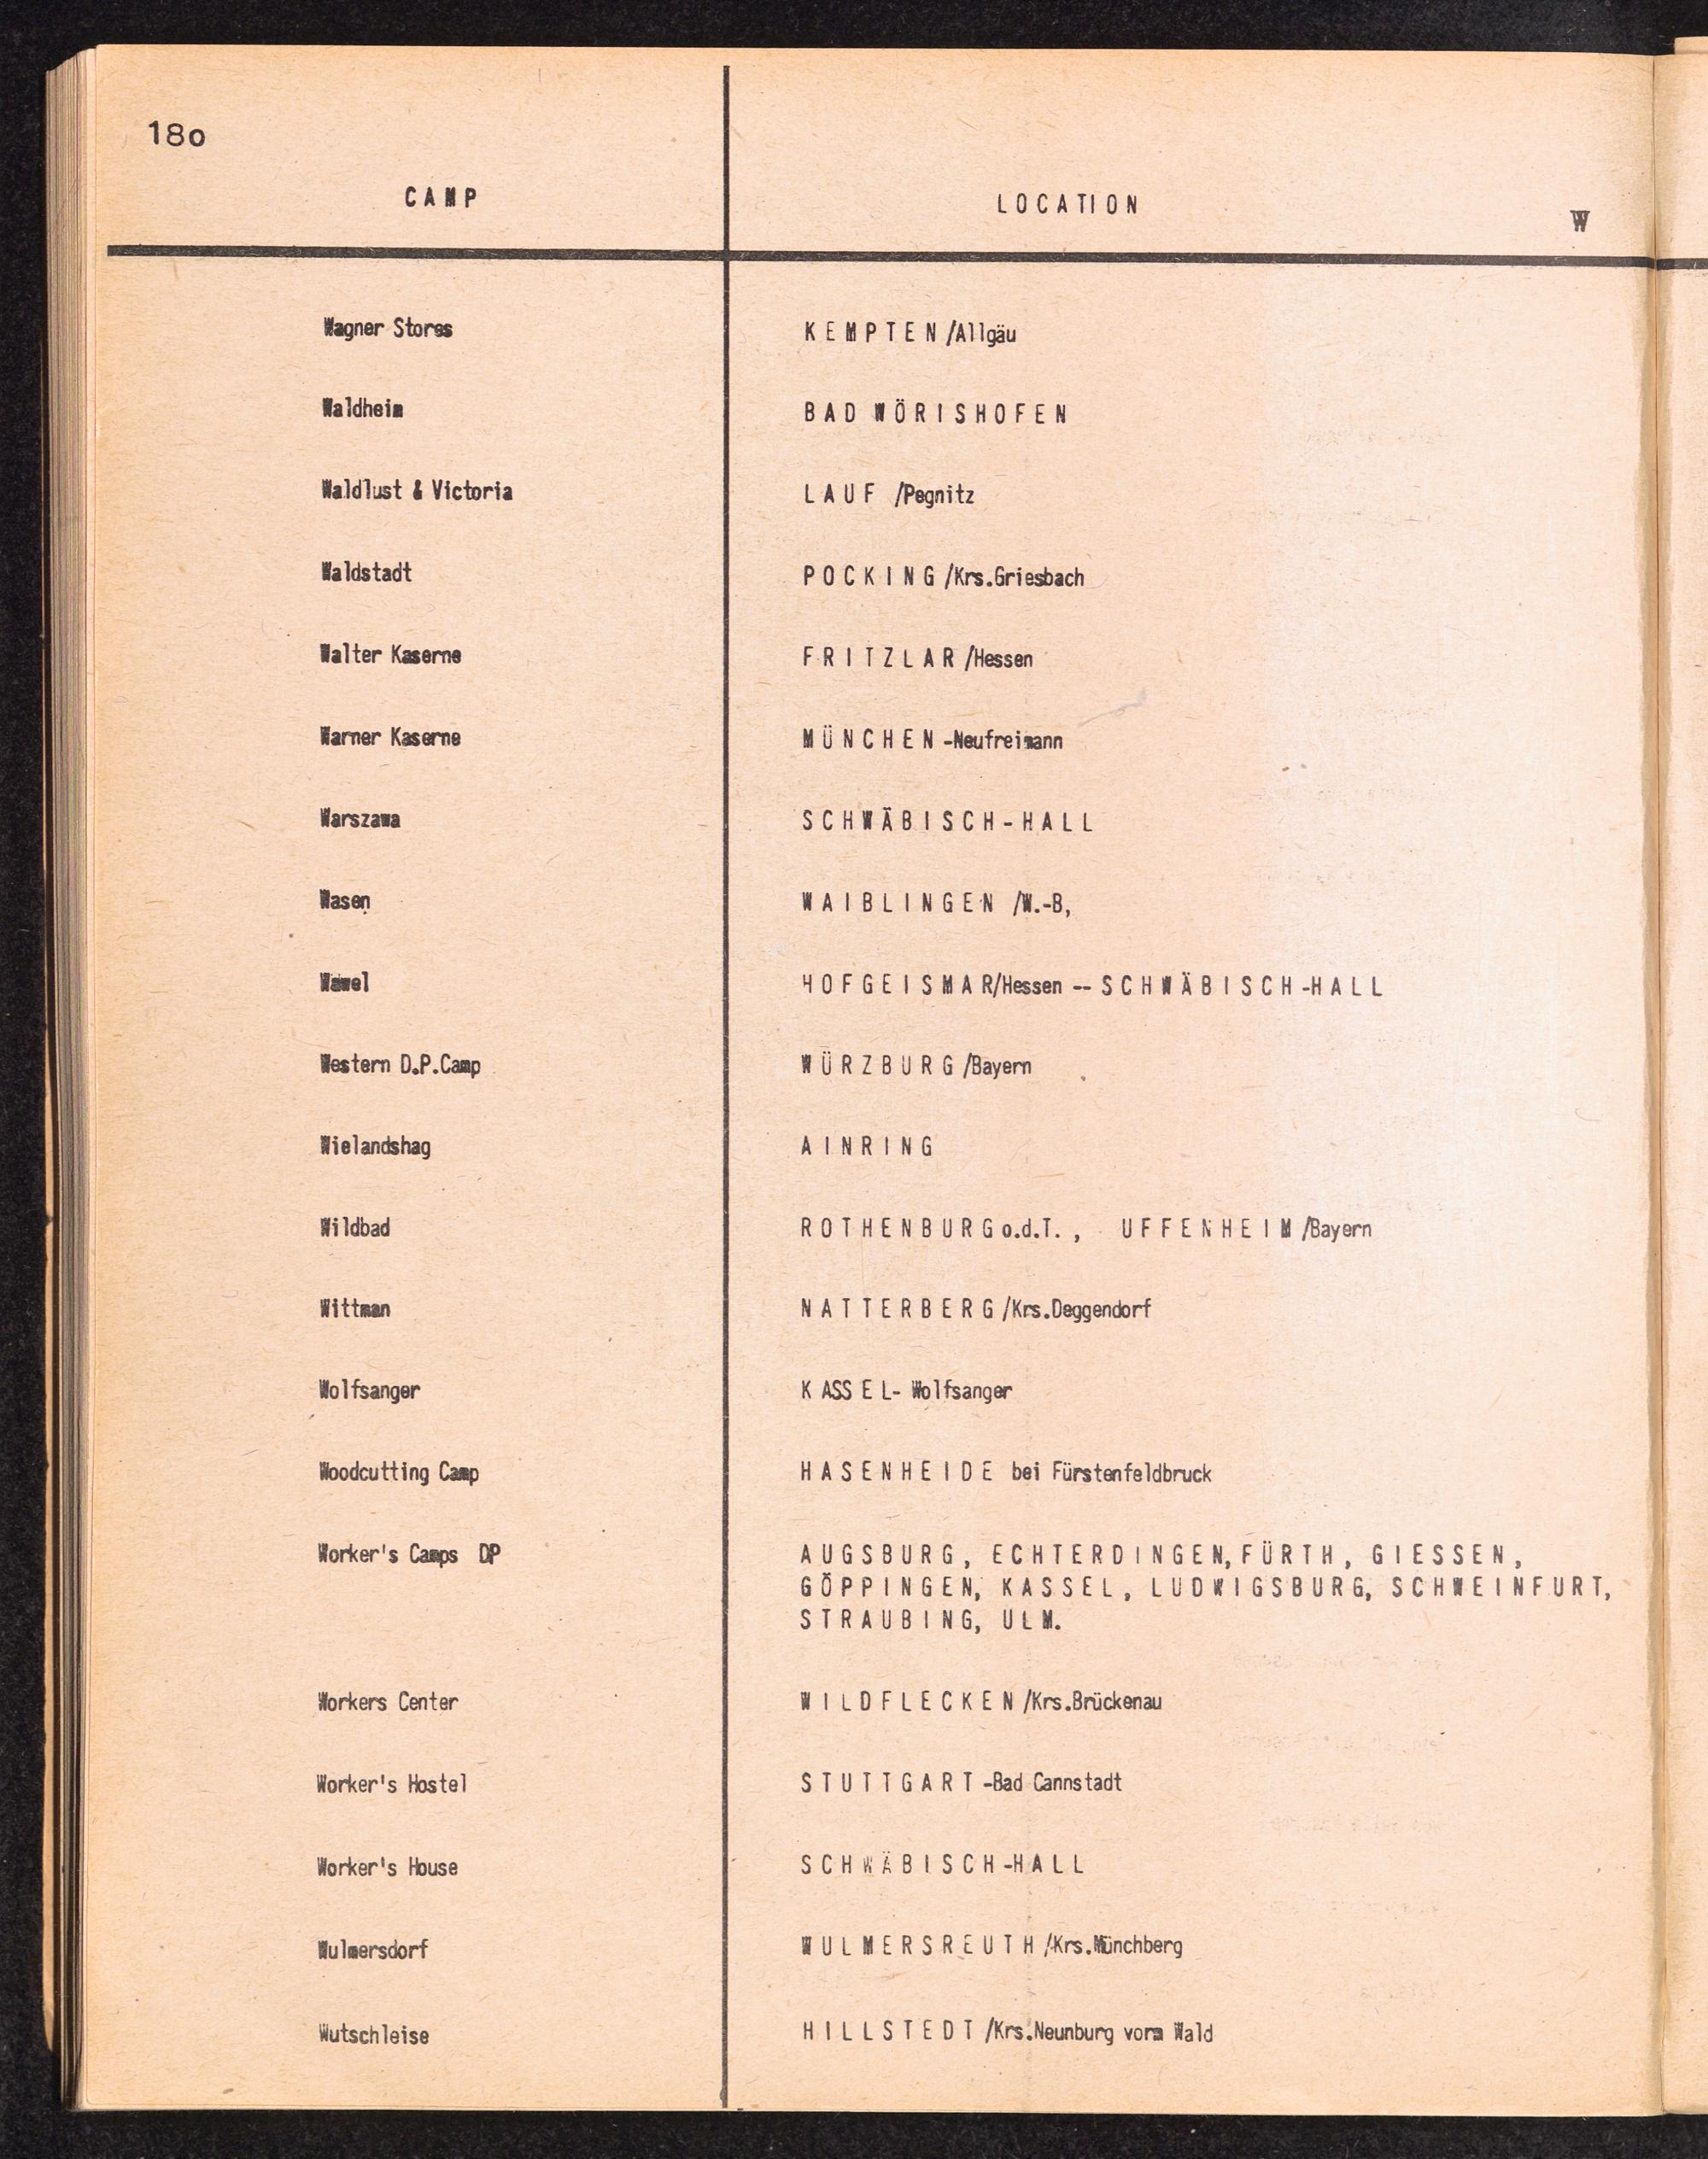 18o
CAMP LOCATION W
Wagner Stores KEMPTEN/Allgäu
Waldheim BAD WÖRISHOFEN
Waldlust & Victoria LAUF /Pegnitz
Waldstadt POCKING/Krs.Griesbach
Walter Kaserne FRITZLAR/Hessen
Warner Kaserne MÜNCHEN-Neufreimann
Warszawa SCHWÄBISCH-HALL
Wasen WAIBLINGEN /W.-B,
Wawel HOFGEISMAR/Hessen -- SCHWÄBISCH-HALL
Western D.P.Camp WÜRZBURG/Bayern
Wielandshag AINRING
Wildbad ROTHENBURG o.d.T., UFFENHEIM/Bayern
Wittman NATTERBERG/Krs.Deggendorf
Wolfsanger KASSEL- Wolfsanger
Woodcutting Camp HASENHEIDE bei Fürstenfeldbruck
Worker's Camps DP AUGSBURG, ECHTERDINGEN, FÜRTH, GIESSEN,
GÖPPINGEN, KASSEL, LUDWIGSBURG, SCHWEINFURT,
STRAUBING, ULM.
Workers Center WILDFLECKEN/Krs.Brückenau
Worker's Hostel STUTTGART-Bad Cannstadt
Worker's House SCHWÄBISCH-HALL
Wulmersdorf WULMERSREUTH/Krs.Münchberg
Wutschleise HILLSTEDT/Krs.Neunburg vorm Wald